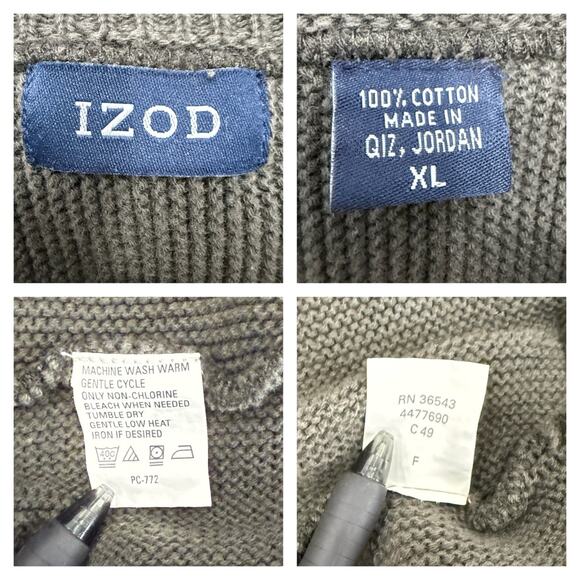 IZOD
100% COTTON
MADE IN
QIZ, JORDAN
XL
MACHINE WASH WARM
GENTLE CYCLE
ONLY NON-CHLORINE
BLEACH WHEN NEEDED
TUMBLE DRY
GENTLE LOW HEAT
IRON IF DESIRED
40C
PC-772
RN 36543
4477690
C 49
F